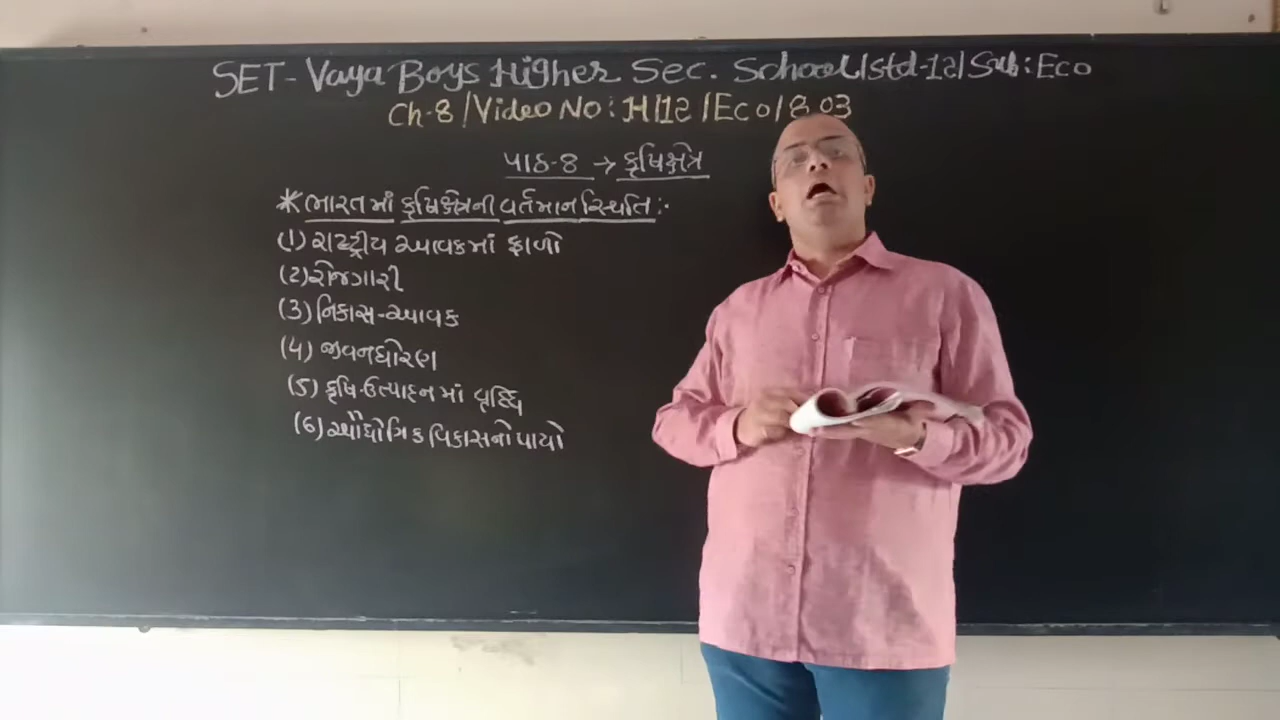 SET-Vaya Boys Higher Sec. School/std-12/Sub:Eco
Ch-8/Video No: H/12/Eco/8.03
પાઠ-8 → કૃષિક્ષેત્ર
*ભારતમાં કૃષિક્ષેત્રની વર્તમાન સ્થિતિ:-
(1) રાષ્ટ્રીય આવકમાં ફાળો
(2) રોજગારી
(3) નિકાસ-આવક
(4) જીવનધોરણ
(5) કૃષિ-ઉત્પાદનમાં વૃદ્ધિ
(6) ઔદ્યોગિક વિકાસનો પાયો